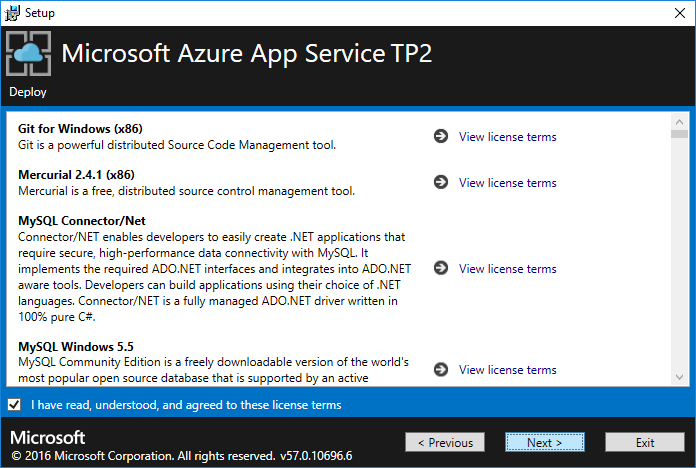 Setup
Microsoft Azure App Service TP2
Deploy
Git for Windows (x86)
Git is a powerful distributed Source Code Management tool.
View license terms
Mercurial 2.4.1 (x86)
Mercurial is a free, distributed source control management tool.
View license terms
MySQL Connector/Net
Connector/NET enables developers to easily create .NET applications that
require secure, high-performance data connectivity with MySQL. It
implements the required ADO.NET interfaces and integrates into ADO.NET
aware tools. Developers can build applications using their choice of .NET
languages. Connector/NET is a fully managed ADO.NET driver written in
100% pure C#.
View license terms
MySQL Windows 5.5
MySQL Community Edition is a freely downloadable version of the world's
most popular open source database that is supported by an active
View license terms
I have read, understood, and agreed to these license terms
Microsoft
© 2016 Microsoft Corporation. All rights reserved. v57.0.10696.6
< Previous
Next >
Exit